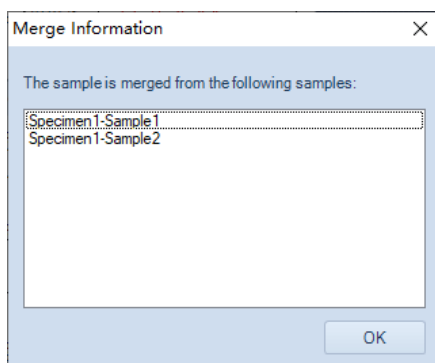 Merge Information
The sample is merged from the following samples:
Specimen1-Sample1
Specimen1-Sample2
OK